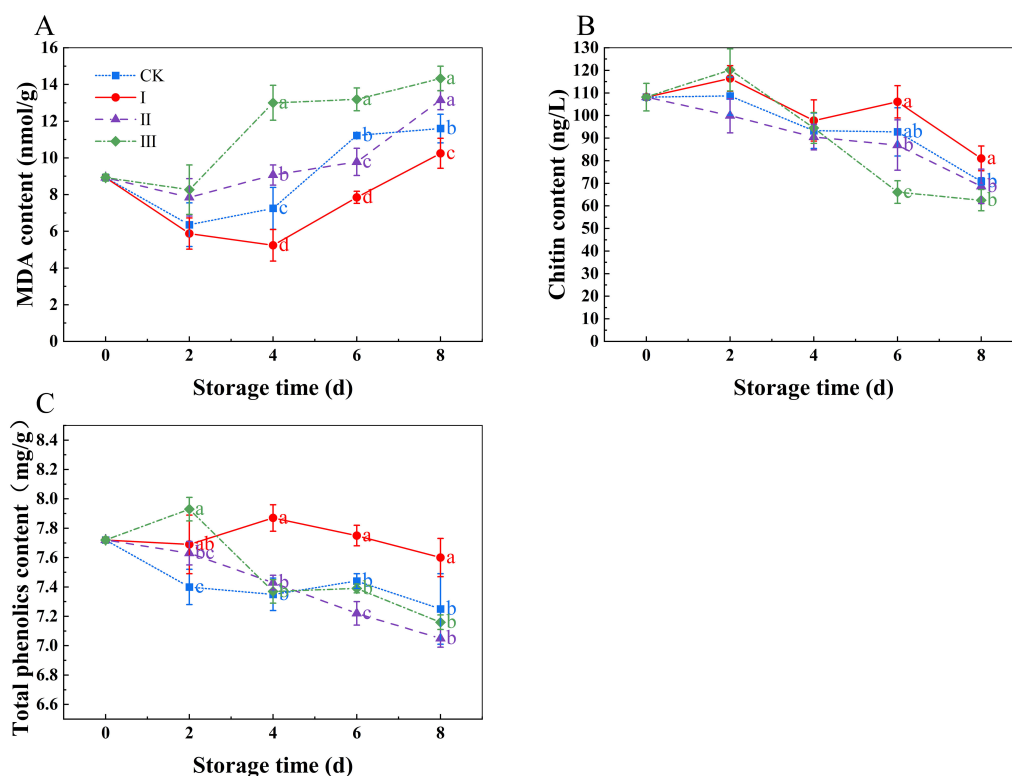 A
MDA content (nmol/g)
16
14
12
10
8
6
4
2
0
CK
I
II
III
a
b
c
d
a
b
c
d
a
a
b
c
0 2 4 6 8
Storage time (d)
B
Chitin content (ng/L)
130
120
110
100
90
80
70
60
50
40
30
20
10
0
a
ab
b
b
a
b
b
b
0 2 4 6 8
Storage time (d)
C
Total phenolics content (mg/g)
8.4
8.2
8.0
7.8
7.6
7.4
7.2
7.0
6.8
6.6
a
ab
bc
c
a
b
b
b
a
b
b
c
a
b
b
b
0 2 4 6 8
Storage time (d)